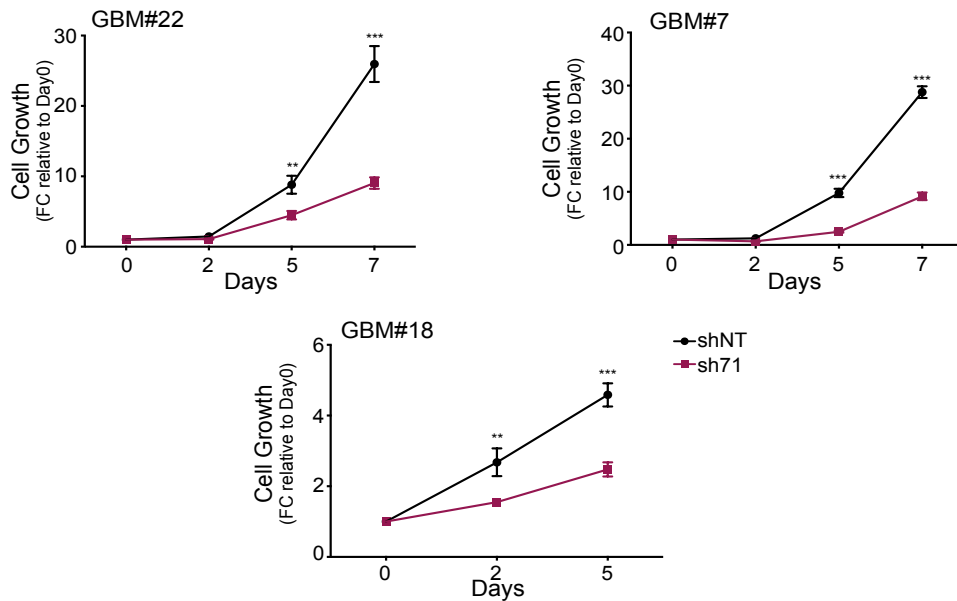 GBM#22
Cell Growth
(FC relative to Day0)
30
20
10
0
**
***
0 2 5 7
Days
GBM#7
Cell Growth
(FC relative to Day0)
40
30
20
10
0
***
***
0 2 5 7
Days
GBM#18
Cell Growth
(FC relative to Day0)
6
4
2
0
**
***
0 2 5
Days
shNT
sh71